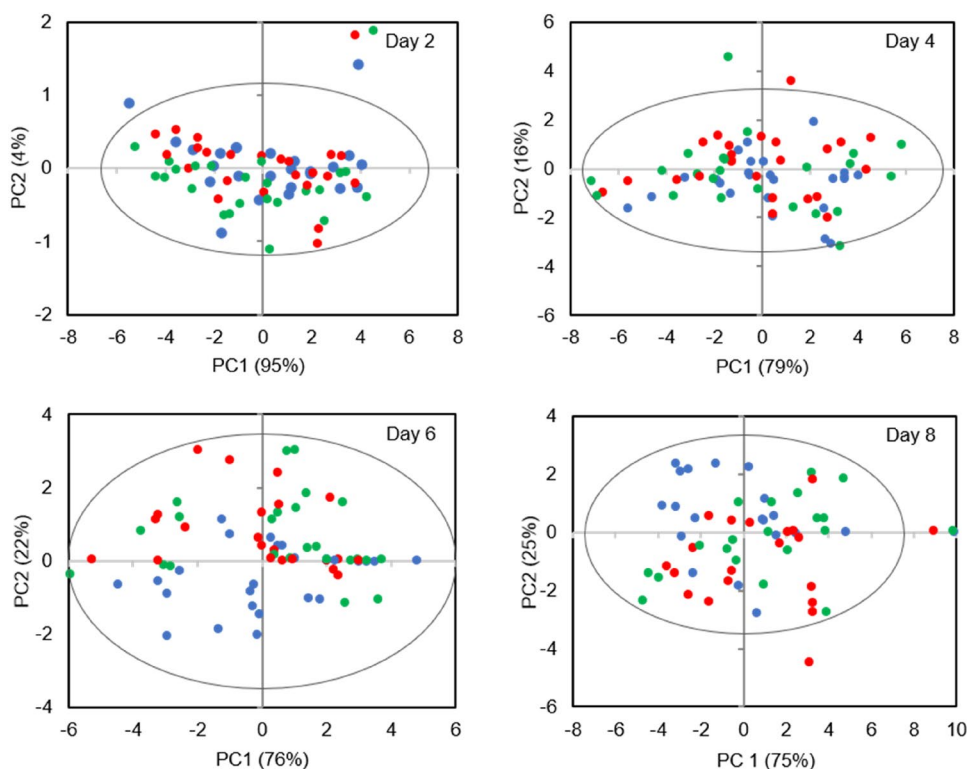 2
Day 2
1
0
-1
-2
PC2 (4%)
-8 -6 -4 -2 0 2 4 6 8
PC1 (95%)
6
Day 4
4
2
0
-2
-4
-6
PC2 (16%)
-8 -6 -4 -2 0 2 4 6 8
PC1 (79%)
4
Day 6
2
0
-2
-4
PC2 (22%)
-6 -4 -2 0 2 4 6
PC1 (76%)
4
Day 8
2
0
-2
-4
-6
PC2 (25%)
-8 -6 -4 -2 0 2 4 6 8 10
PC 1 (75%)